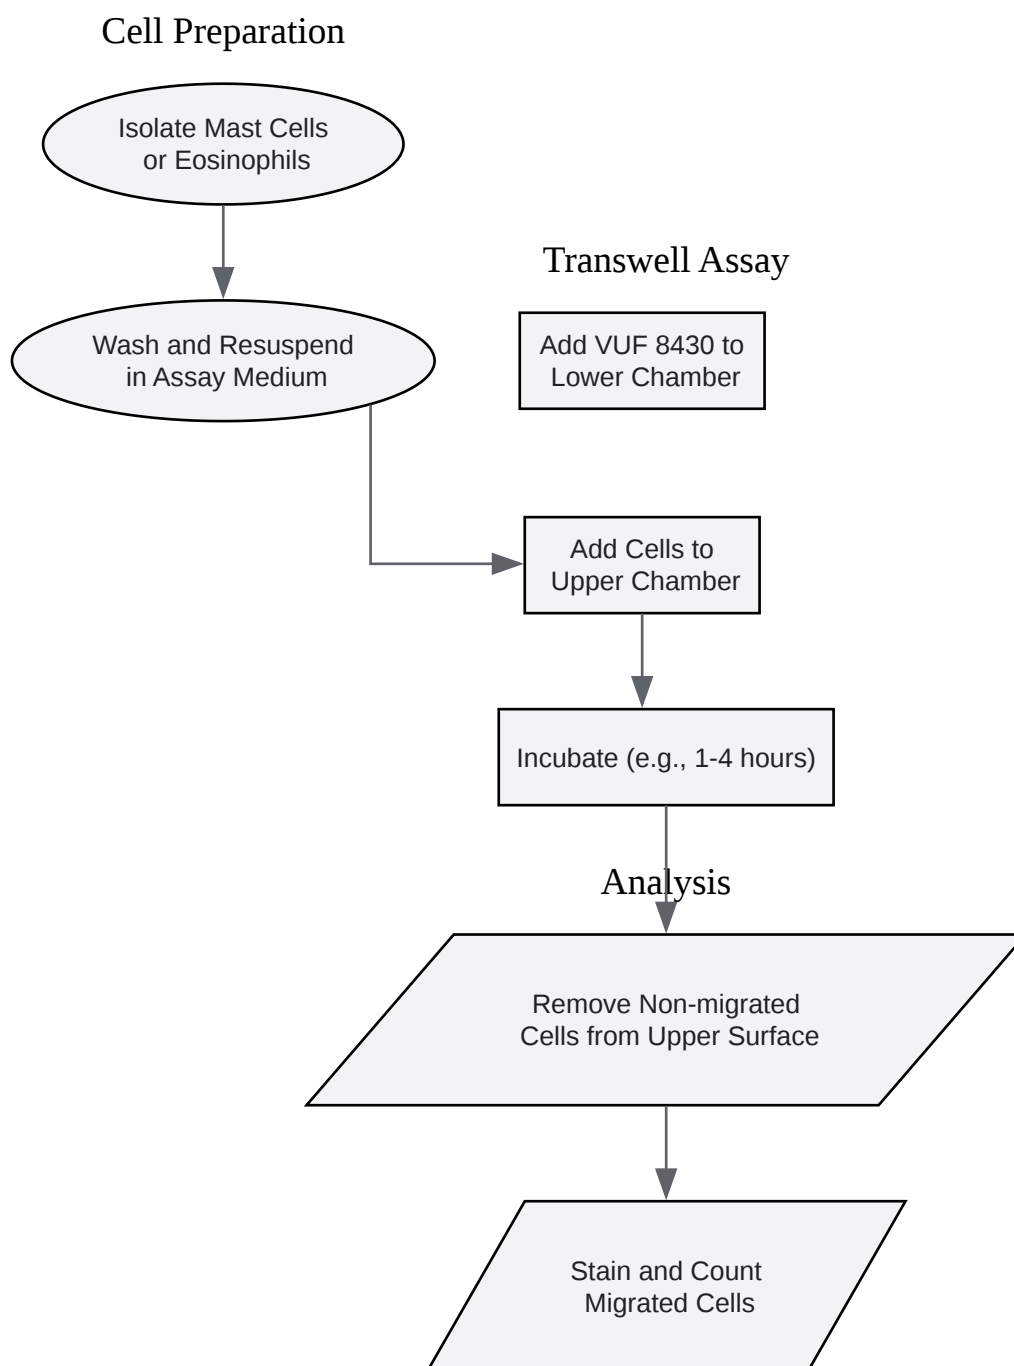 Cell Preparation
Isolate Mast Cells
or Eosinophils
Wash and Resuspend
in Assay Medium
Transwell Assay
Add VUF 8430 to
Lower Chamber
Add Cells to
Upper Chamber
Incubate (e.g., 1-4 hours)
Analysis
Remove Non-migrated
Cells from Upper Surface
Stain and Count
Migrated Cells